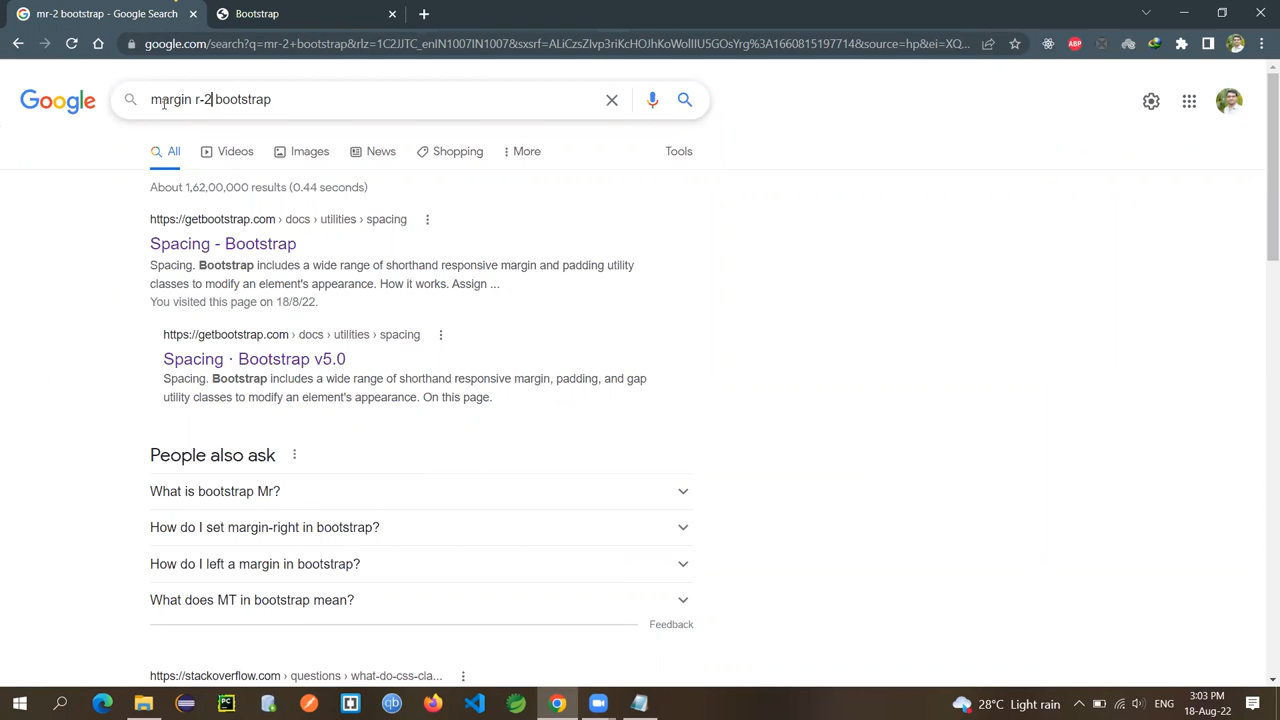 mr-2 bootstrap - Google Search
Bootstrap
google.com/search?q=mr-2+bootstrap&rlz=1C2JJTC_enIN1007IN1007&sxsrf=ALiCzsZIvp3riKcHOJhKoWolIIU5GOsYrg%3A1660815197714&source=hp&ei=XQ...
ABP
Google
margin r-2 bootstrap
All
Videos
Images
News
Shopping
More
Tools
About 1,62,00,000 results (0.44 seconds)
https://getbootstrap.com › docs › utilities › spacing
Spacing - Bootstrap
Spacing. Bootstrap includes a wide range of shorthand responsive margin and padding utility
classes to modify an element's appearance. How it works. Assign ...
You visited this page on 18/8/22.
https://getbootstrap.com › docs › utilities › spacing
Spacing · Bootstrap v5.0
Spacing. Bootstrap includes a wide range of shorthand responsive margin, padding, and gap
utility classes to modify an element's appearance. On this page.
People also ask
What is bootstrap Mr?
How do I set margin-right in bootstrap?
How do I left a margin in bootstrap?
What does MT in bootstrap mean?
Feedback
https://stackoverflow.com › questions › what-do-css-cla...
PC
qb
28°C Light rain
ENG
3:03 PM
18-Aug-22